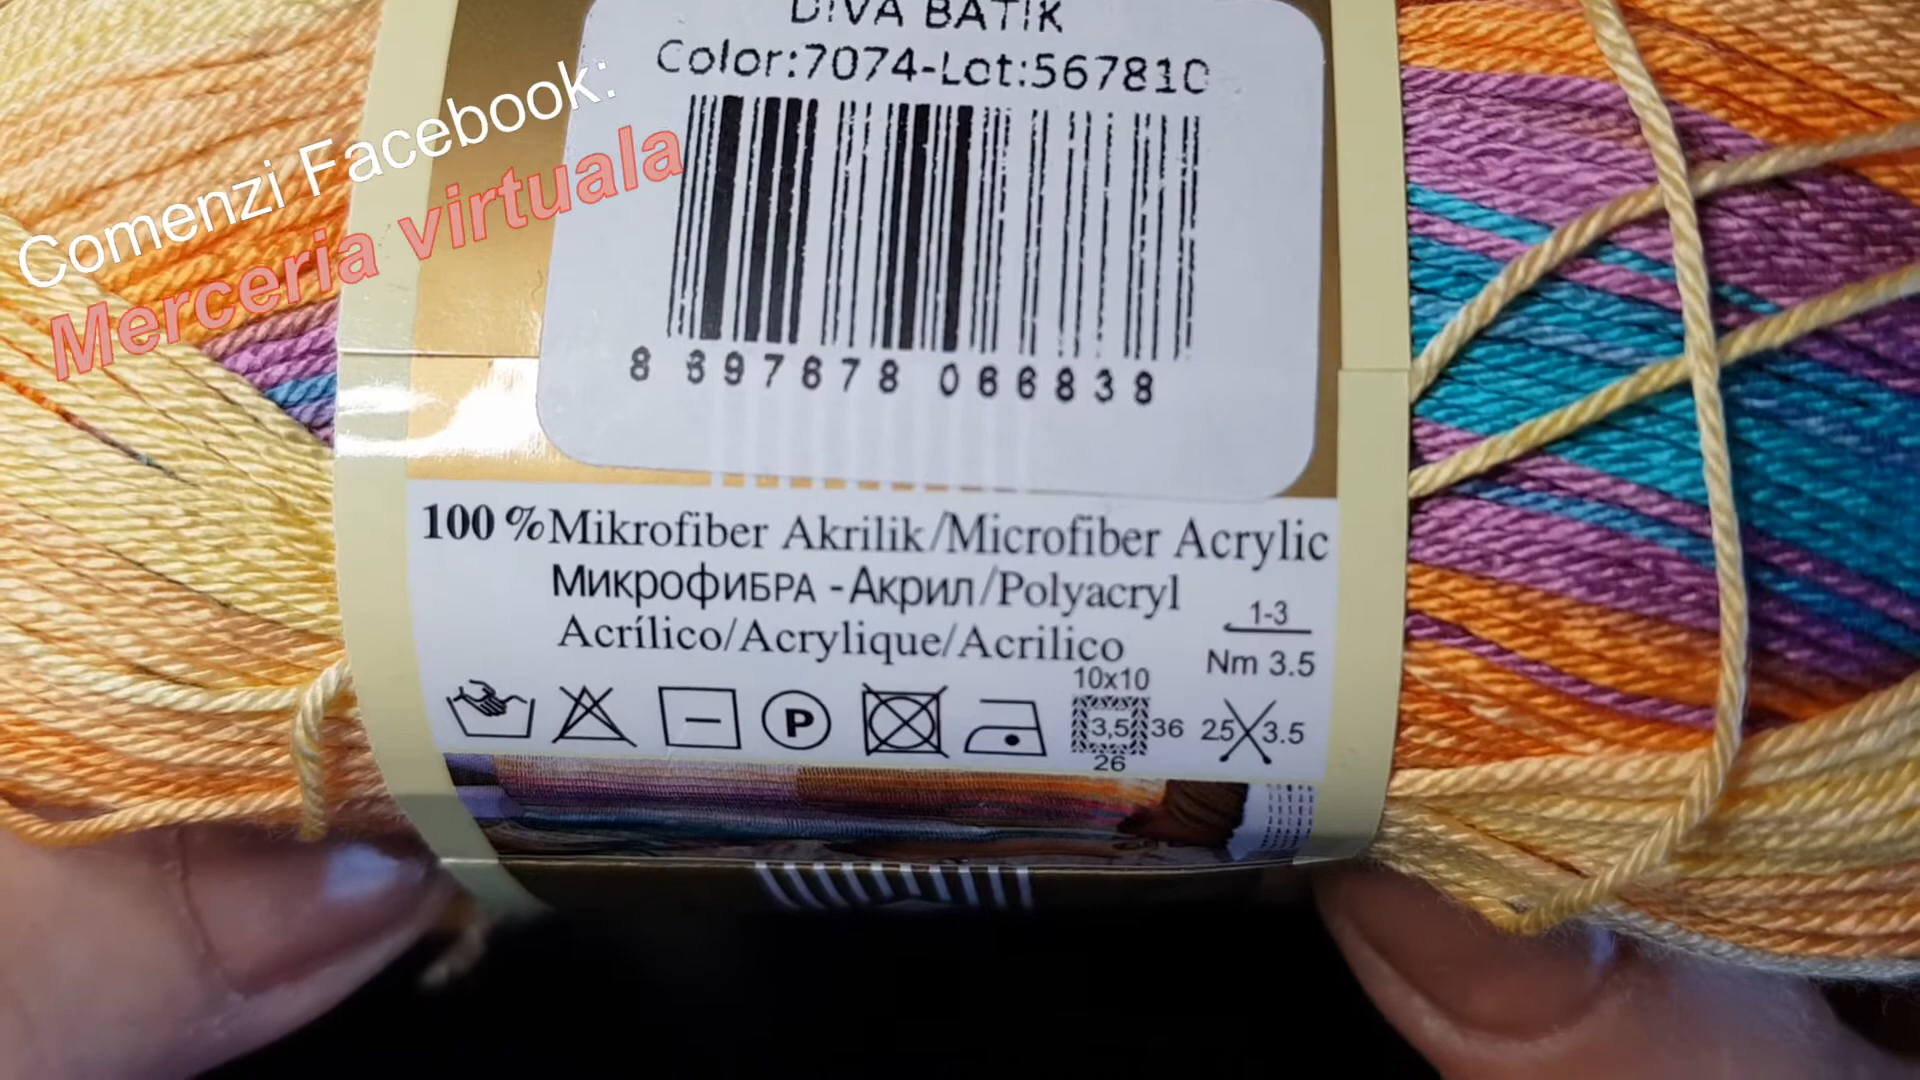 Comenzi Facebook:
Merceria virtuala
DIVA BATIK
Color:7074-Lot:567810
8 697678 066838
100 % Mikrofiber Akrilik/Microfiber Acrylic
МИКРОФИБРА - АКРИЛ/Polyacryl
Acrílico/Acrylique/Acrilico
1-3
Nm 3.5
P
10x10
3,5 36
26
25 3.5